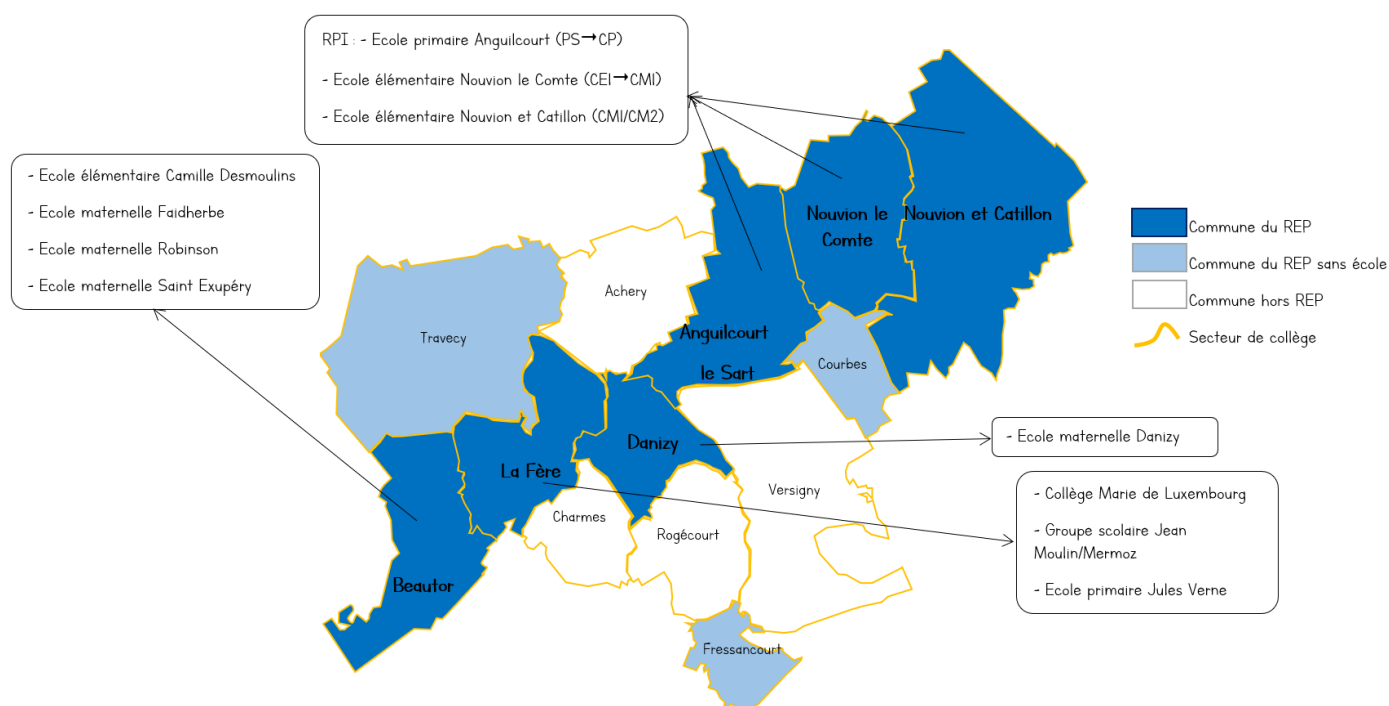 RPI : - Ecole primaire Anguilcourt (PS→CP)
- Ecole élémentaire Nouvion le Comte (CE1→CM1)
- Ecole élémentaire Nouvion et Catillon (CM1/CM2)
- Ecole élémentaire Camille Desmoulins
- Ecole maternelle Faidherbe
- Ecole maternelle Robinson
- Ecole maternelle Saint Exupéry
Nouvion le
Comte
Nouvion et Catillon
Achery
Travecy
Anguilcourt
le Sart
Courbes
Danizy
La Fère
Versigny
Charmes
Rogécourt
Beautor
Fressancourt
Commune du REP
Commune du REP sans école
Commune hors REP
Secteur de collège
- Ecole maternelle Danizy
- Collège Marie de Luxembourg
- Groupe scolaire Jean
Moulin/Mermoz
- Ecole primaire Jules Verne